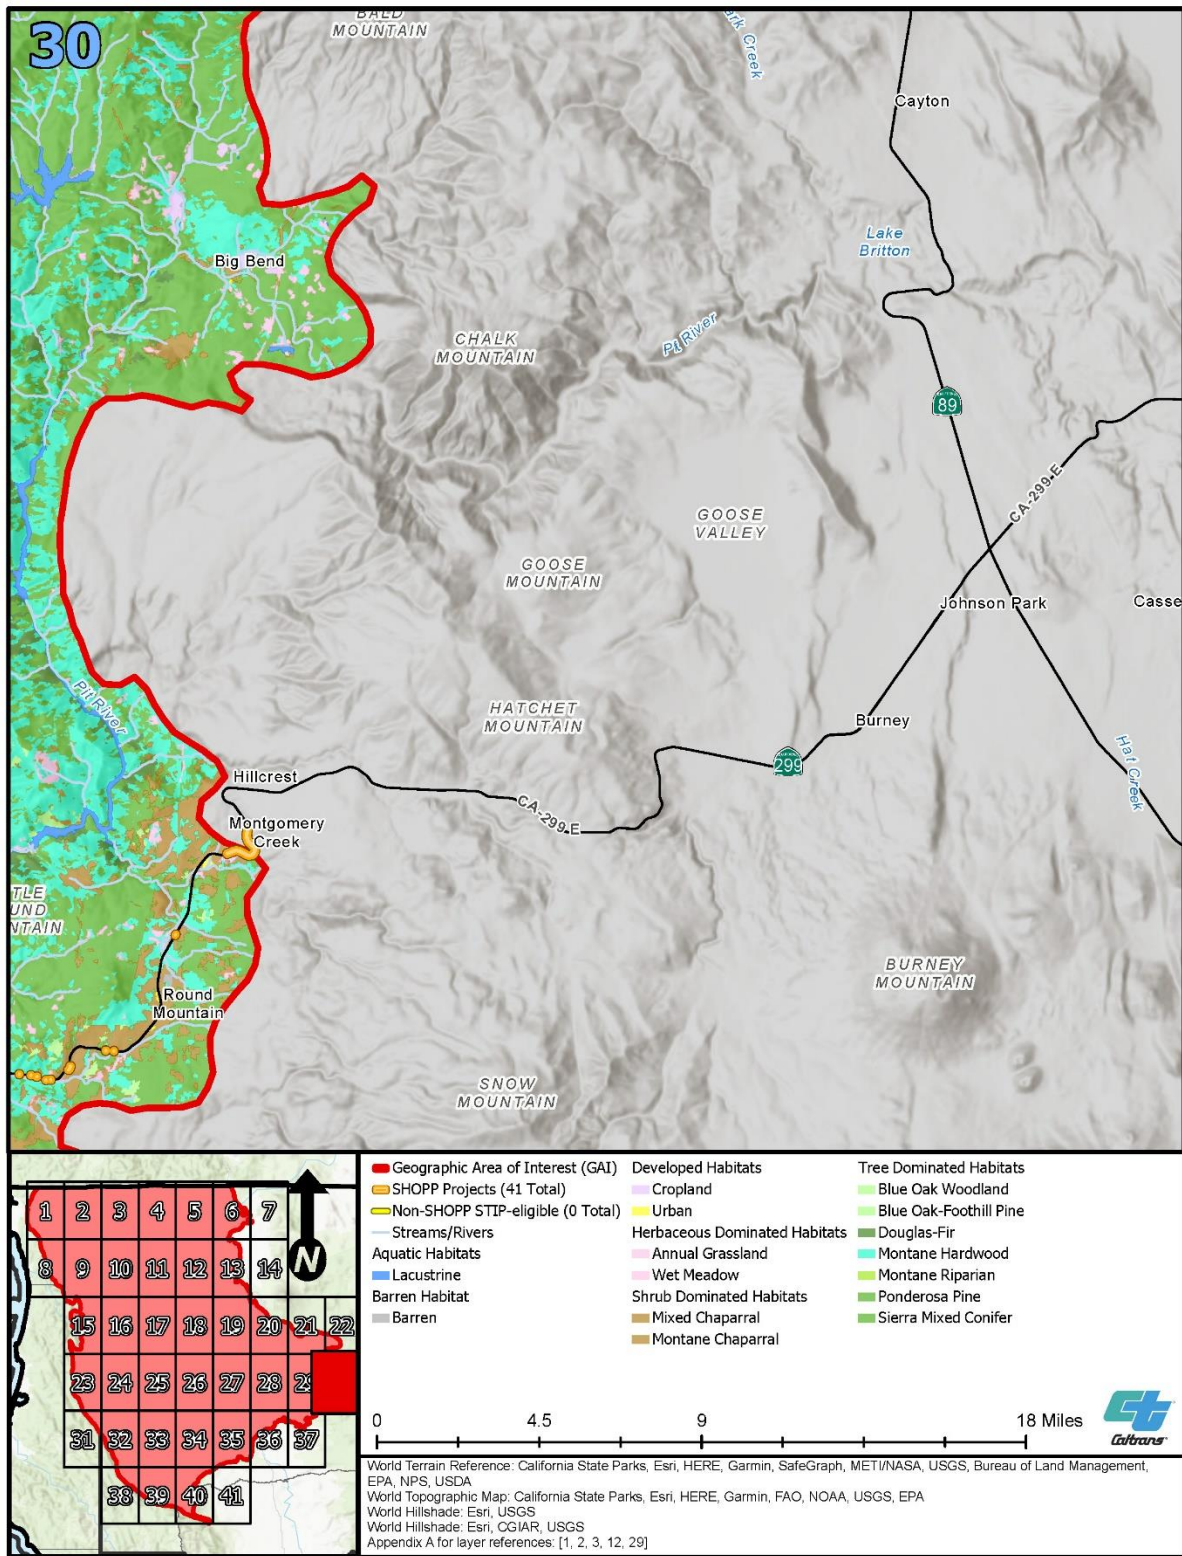 30
BALD
MOUNTAIN
Creek
Cayton
Lake
Britton
Big Bend
CHALK
MOUNTAIN
Pit River
89
CA-299-E
GOOSE
VALLEY
GOOSE
MOUNTAIN
Johnson Park
Casse
Pit River
HATCHET
MOUNTAIN
Burney
299
Hat Creek
Hillcrest
CA-299-E
Montgomery
Creek
TLE
UND
NTAIN
BURNEY
MOUNTAIN
Round
Mountain
SNOW
MOUNTAIN
Geographic Area of Interest (GAI)
SHOPP Projects (41 Total)
Non-SHOPP STIP-eligible (0 Total)
Streams/Rivers
Aquatic Habitats
Lacustrine
Barren Habitat
Barren
Developed Habitats
Cropland
Urban
Herbaceous Dominated Habitats
Annual Grassland
Wet Meadow
Shrub Dominated Habitats
Mixed Chaparral
Montane Chaparral
Tree Dominated Habitats
Blue Oak Woodland
Blue Oak-Foothill Pine
Douglas-Fir
Montane Hardwood
Montane Riparian
Ponderosa Pine
Sierra Mixed Conifer
1 2 3 4 5 6 7
8 9 10 11 12 13 14
N
15 16 17 18 19 20 21 22
23 24 25 26 27 28 29
31 32 33 34 35 36 37
38 39 40 41
0 4.5 9 18 Miles
Caltrans
World Terrain Reference: California State Parks, Esri, HERE, Garmin, SafeGraph, METI/NASA, USGS, Bureau of Land Management,
EPA, NPS, USDA
World Topographic Map: California State Parks, Esri, HERE, Garmin, FAO, NOAA, USGS, EPA
World Hillshade: Esri, USGS
World Hillshade: Esri, CGIAR, USGS
Appendix A for layer references: [1, 2, 3, 12, 29]